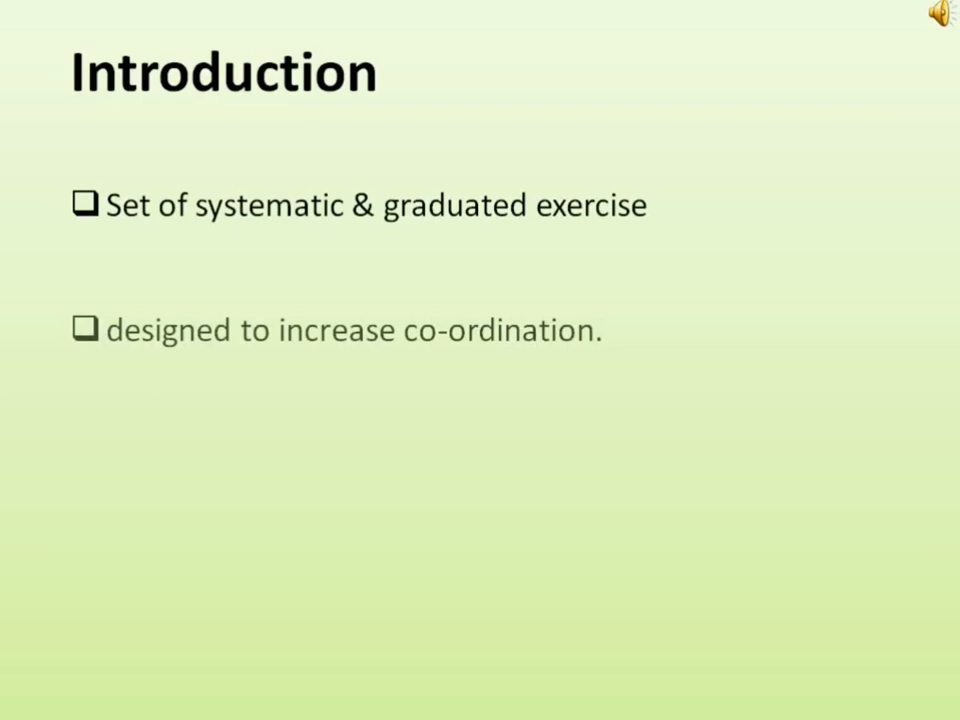 Introduction
❑ Set of systematic & graduated exercise
❑ designed to increase co-ordination.